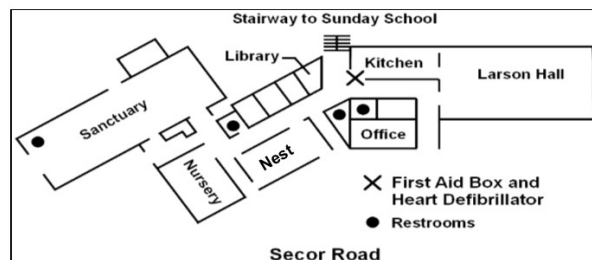 Stairway to Sunday School
Library
Kitchen
Larson Hall
Sanctuary
Nursery
Nest
Office
First Aid Box and
Heart Defibrillator
Restrooms
Secor Road